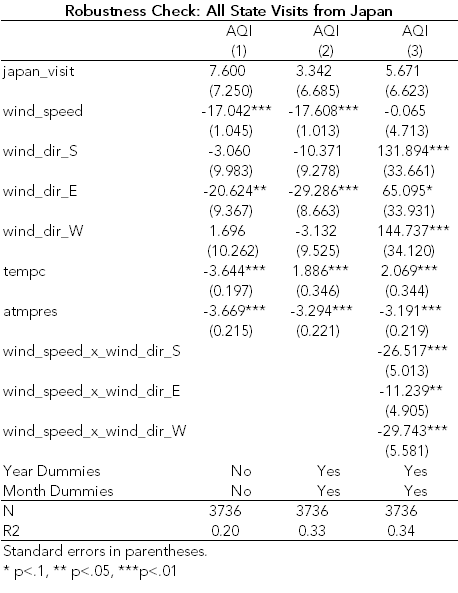 Robustness Check: All State Visits from Japan
AQI AQI AQI
(1) (2) (3)
japan_visit 7.600 3.342 5.671
(7.250) (6.685) (6.623)
wind_speed -17.042*** -17.608*** -0.065
(1.045) (1.013) (4.713)
wind_dir_S -3.060 -10.371 131.894***
(9.983) (9.278) (33.661)
wind_dir_E -20.624** -29.286*** 65.095*
(9.367) (8.663) (33.931)
wind_dir_W 1.696 -3.132 144.737***
(10.262) (9.525) (34.120)
tempc -3.644*** 1.886*** 2.069***
(0.197) (0.346) (0.344)
atmpres -3.669*** -3.294*** -3.191***
(0.215) (0.221) (0.219)
wind_speed_x_wind_dir_S -26.517***
(5.013)
wind_speed_x_wind_dir_E -11.239**
(4.905)
wind_speed_x_wind_dir_W -29.743***
(5.581)
Year Dummies No Yes Yes
Month Dummies No Yes Yes
N 3736 3736 3736
R2 0.20 0.33 0.34
Standard errors in parentheses.
* p<.1, ** p<.05, ***p<.01